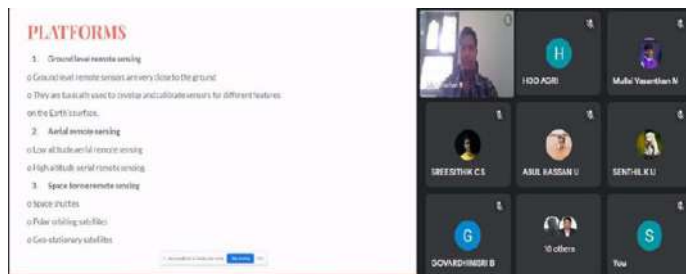 PLATFORMS
1. Ground level remote sensing
o Ground level remote sensors are very close to the ground
o They are basically used to develop and calibrate sensors for different features
on the Earth's surface.
2. Aerial remote sensing
o Low altitude aerial remote sensing
o High altitude aerial remote sensing
3. Space borne remote sensing
o Space shuttles
o Polar orbiting satellites
o Geo-stationary satellites
H
HOD AGRI
Mullai Vasanthan M
SREESITHIK C S
ABUL HASSAN U
SENTHIL K U
G
GOVARDHINISRI B
10 others
S
You